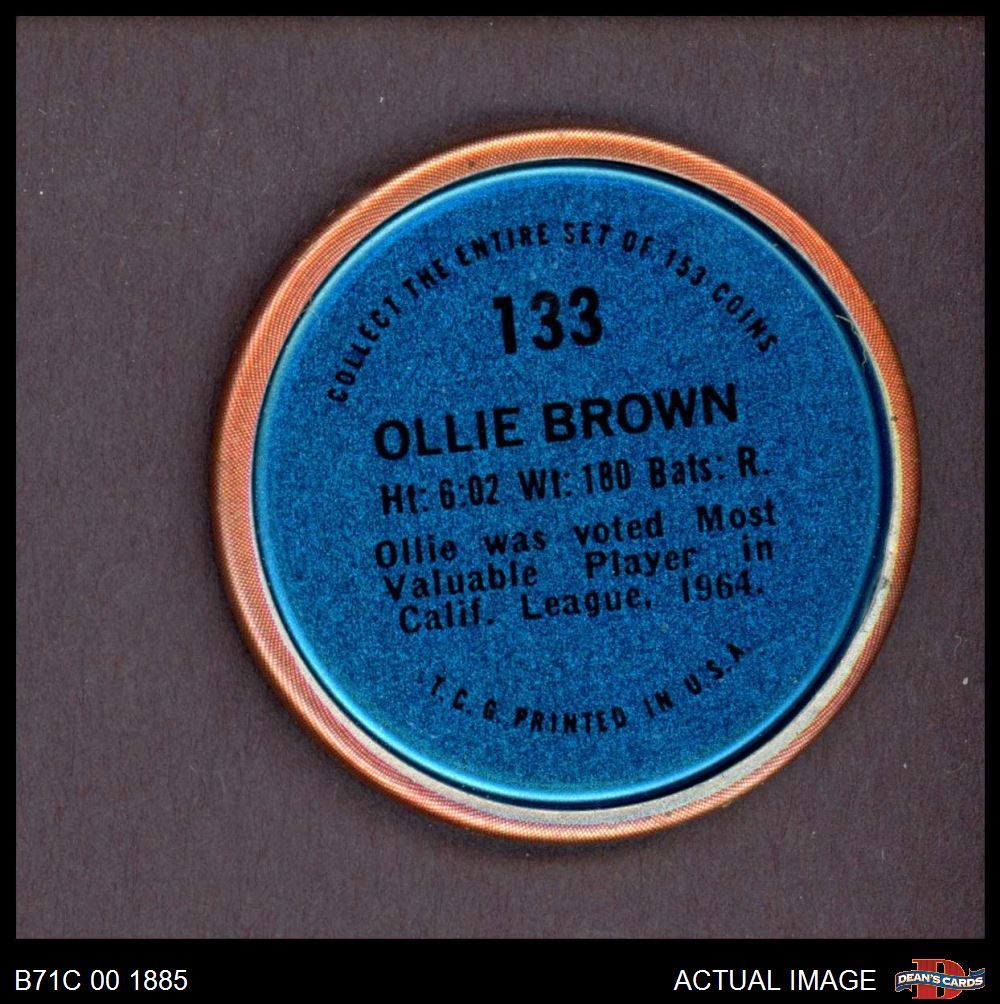 COLLECT THE ENTIRE SET OF 153 COINS
133
OLLIE BROWN
Ht: 6:02 Wt: 180 Bats: R.
Ollie was voted Most
Valuable Player in
Calif. League, 1964.
T.C.G. PRINTED IN U.S.A.
B71C 00 1885
ACTUAL IMAGE
DEAN'S CARDS